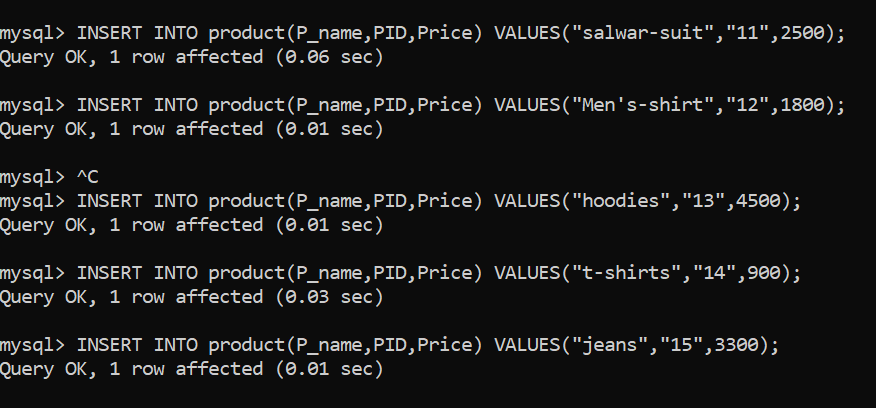 mysql> INSERT INTO product(P_name,PID,Price) VALUES("salwar-suit","11",2500);
Query OK, 1 row affected (0.06 sec)
mysql> INSERT INTO product(P_name,PID,Price) VALUES("Men's-shirt","12",1800);
Query OK, 1 row affected (0.01 sec)
mysql> ^C
mysql> INSERT INTO product(P_name,PID,Price) VALUES("hoodies","13",4500);
Query OK, 1 row affected (0.01 sec)
mysql> INSERT INTO product(P_name,PID,Price) VALUES("t-shirts","14",900);
Query OK, 1 row affected (0.03 sec)
mysql> INSERT INTO product(P_name,PID,Price) VALUES("jeans","15",3300);
Query OK, 1 row affected (0.01 sec)